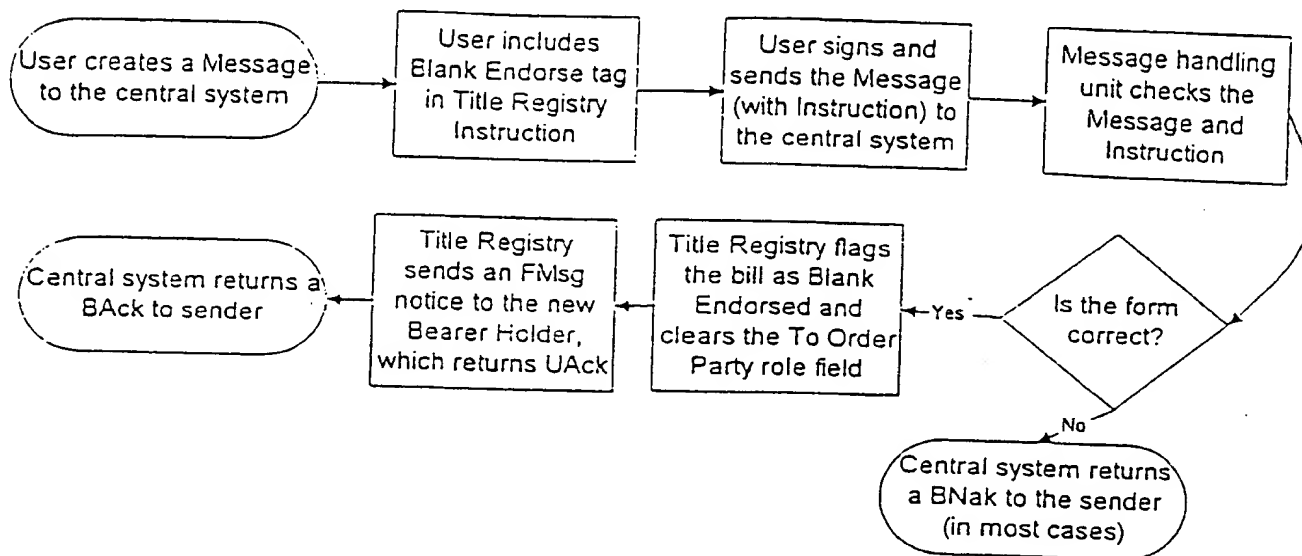 User creates a Message
to the central system
User includes
Blank Endorse tag
in Title Registry
Instruction
User signs and
sends the Message
(with Instruction) to
the central system
Message handling
unit checks the
Message and
Instruction
Is the form
correct?
Yes
Title Registry flags
the bill as Blank
Endorsed and
clears the To Order
Party role field
Title Registry
sends an FMsg
notice to the new
Bearer Holder,
which returns UAck
Central system returns a
BAck to sender
No
Central system returns
a BNak to the sender
(in most cases)